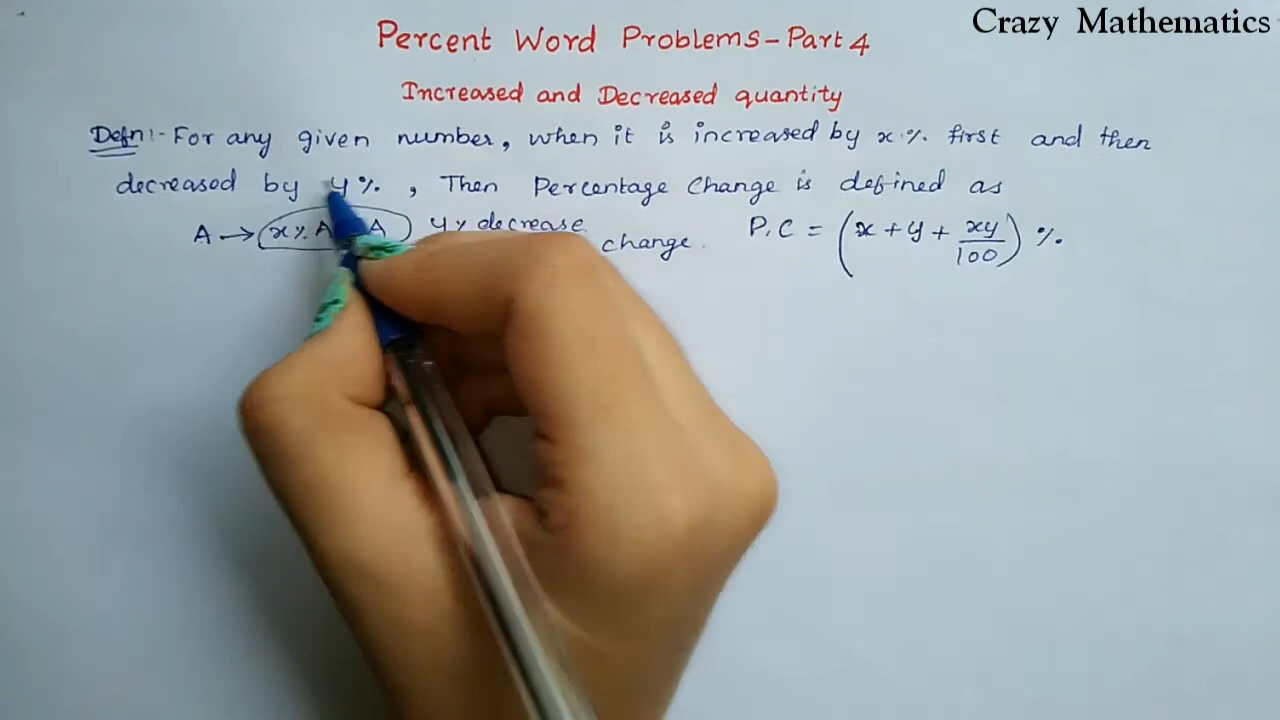 Crazy Mathematics
Percent Word Problems - Part 4
Increased and Decreased quantity
Defn:- For any given number, when it is increased by x% first and then
decreased by y%, Then Percentage Change is defined as
A → x% A A y% decrease change. P.C = (x + y + xy/100) %